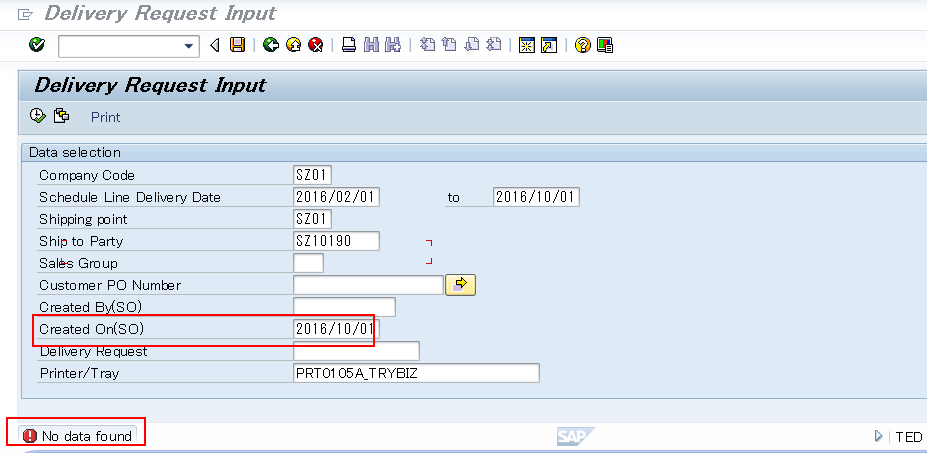 Delivery Request Input
Delivery Request Input
Print
Data selection
Company Code SZ01
Schedule Line Delivery Date 2016/02/01 to 2016/10/01
Shipping point SZ01
Ship to Party SZ10190
Sales Group
Customer PO Number
Created By(SO)
Created On(SO) 2016/10/01
Delivery Request
Printer/Tray PRT0105A_TRYBIZ
No data found SAP TED